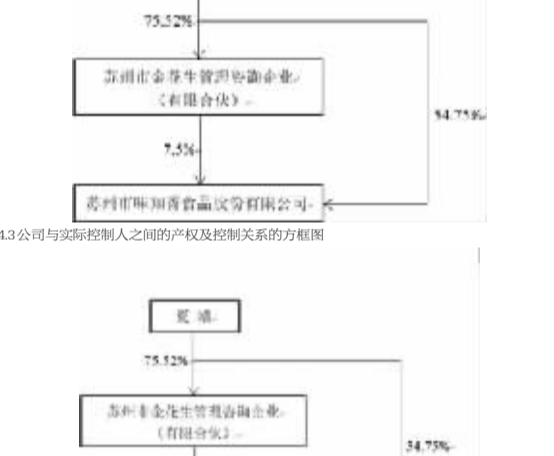 75.52%
苏州市金花生管理咨询企业
（有限合伙）
54.75%
7.5%
苏州市味知香食品股份有限公司
4.3 公司与实际控制人之间的产权及控制关系的方框图
夏 靖
75.52%
苏州市金花生管理咨询企业
（有限合伙）
54.75%